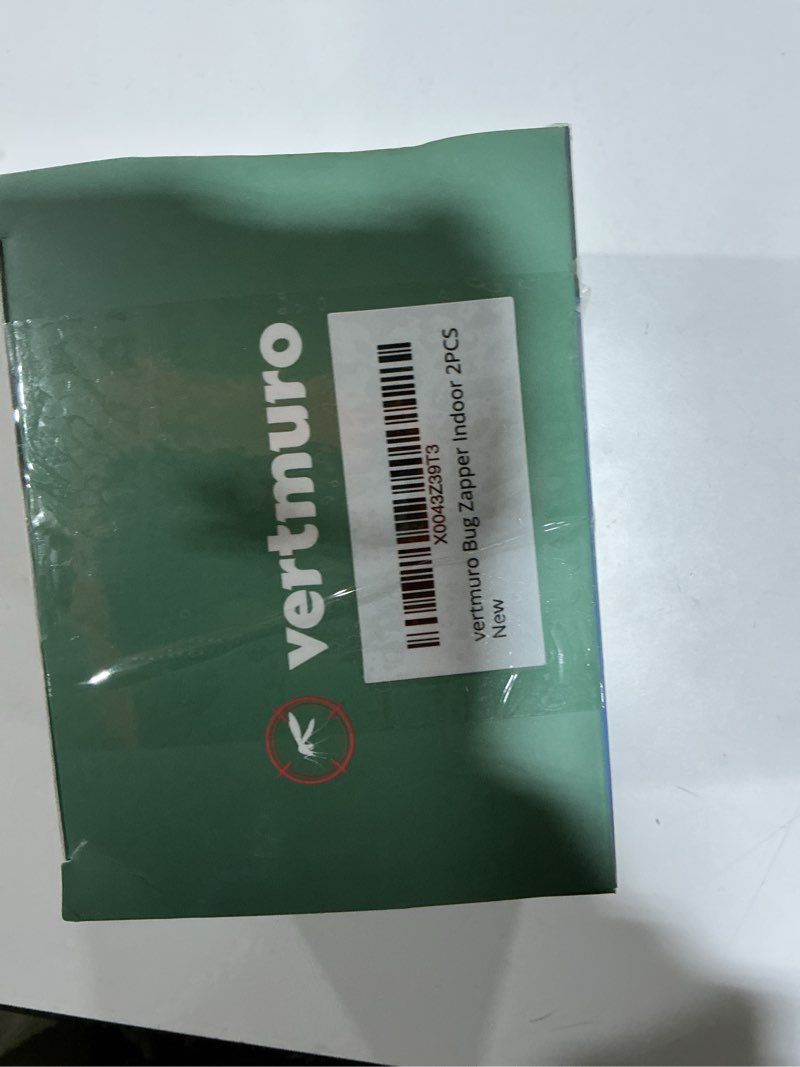 vertmuro
X0043Z39T3
vertmuro Bug Zapper Indoor 2PCS
New